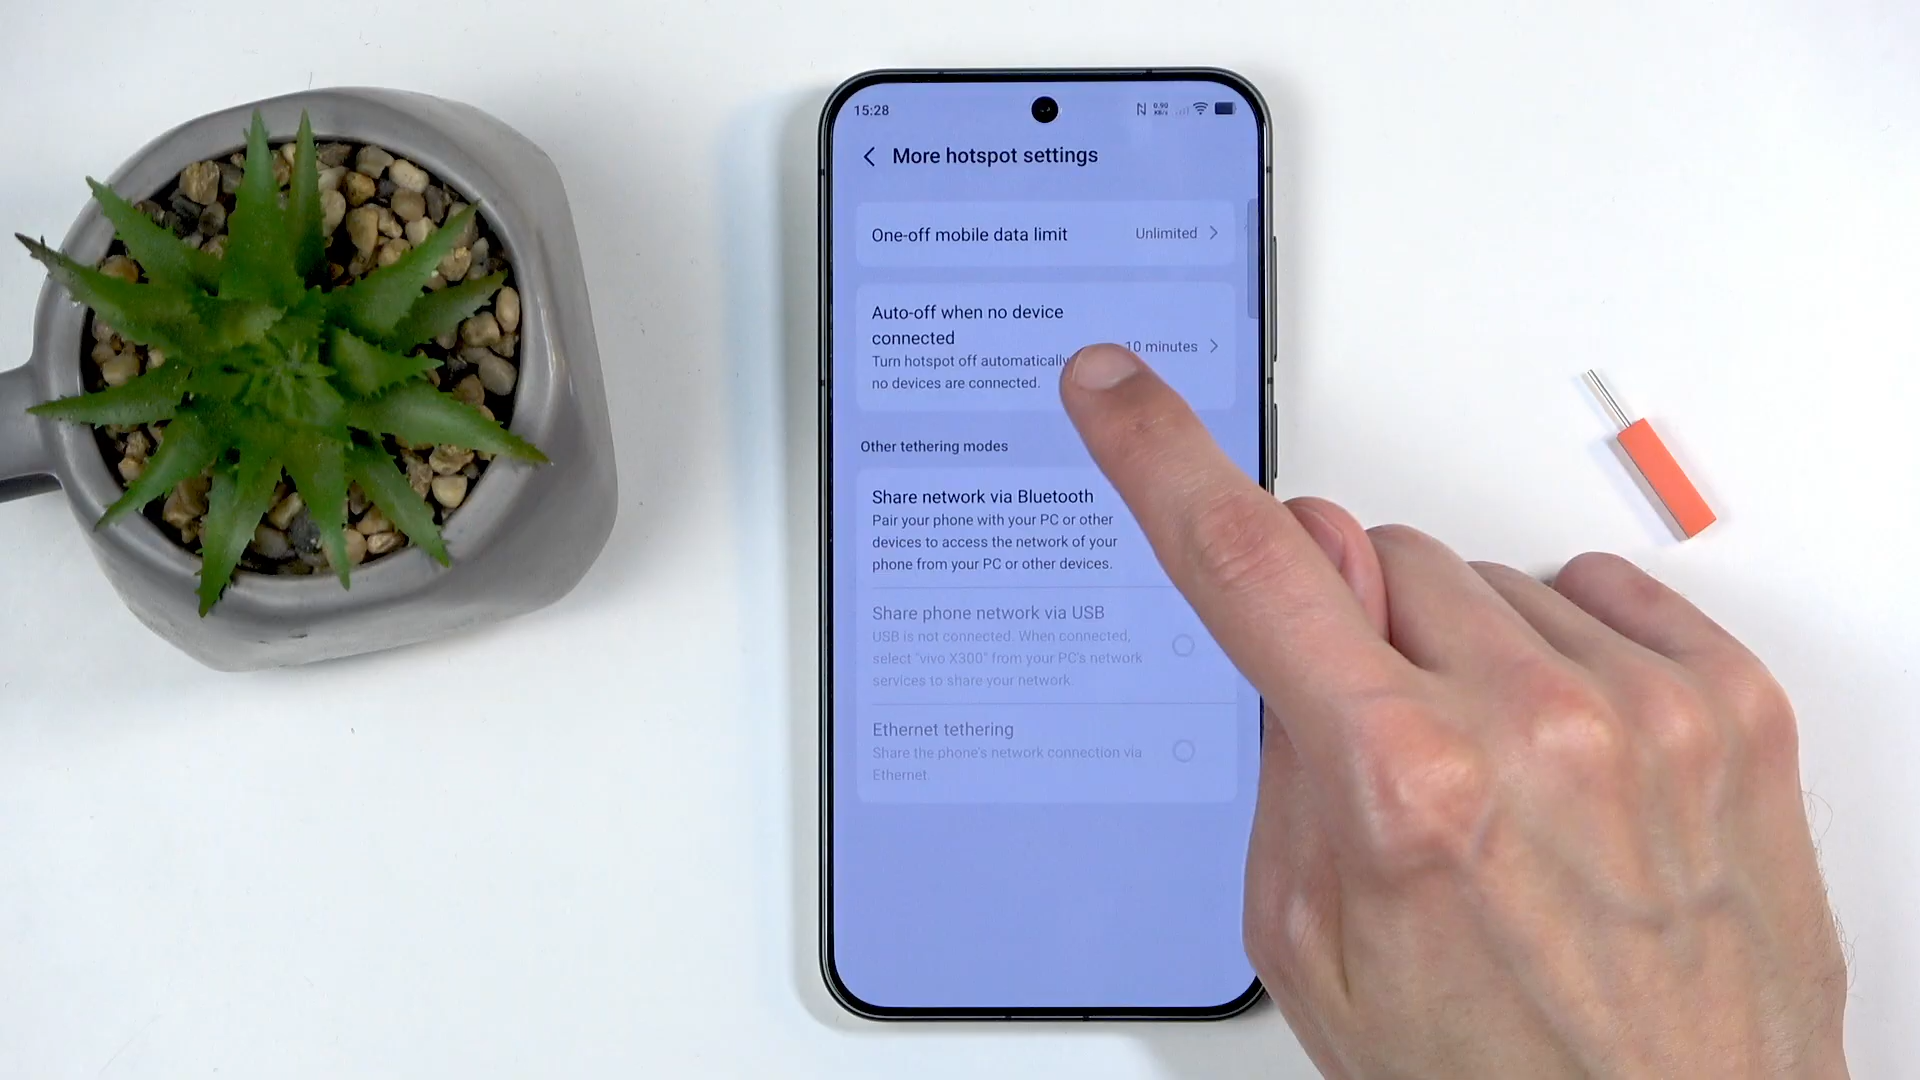 15:28
0.90
KB/s
More hotspot settings
One-off mobile data limit
Unlimited
Auto-off when no device
connected
10 minutes
Turn hotspot off automatically
no devices are connected.
Other tethering modes
Share network via Bluetooth
Pair your phone with your PC or other
devices to access the network of your
phone from your PC or other devices.
Share phone network via USB
USB is not connected. When connected,
select "vivo X300" from your PC's network
services to share your network.
Ethernet tethering
Share the phone's network connection via
Ethernet.